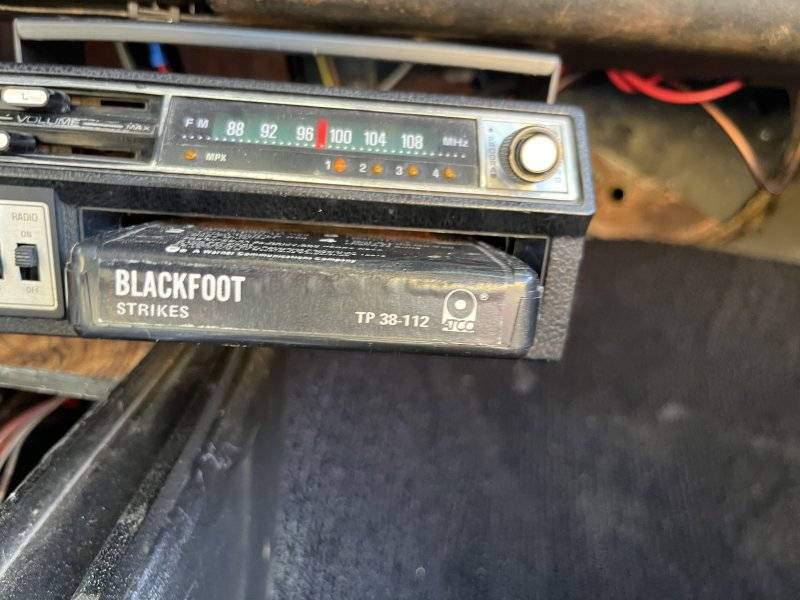 L
VOLUME MAX
FM 88 92 96 100 104 108 MHz
MPX
1 2 3 4
RADIO
ON
OFF
A Warner Communications Company
BLACKFOOT
STRIKES
TP 38-112
ATCO
®